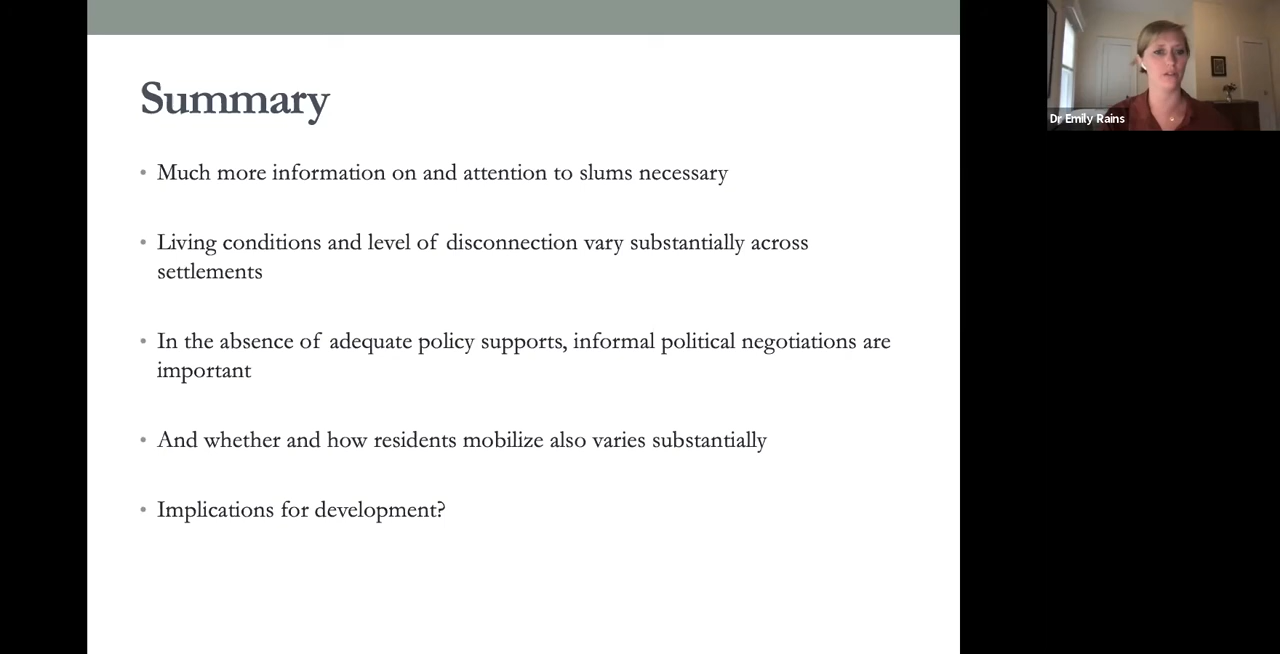 Summary
• Much more information on and attention to slums necessary
• Living conditions and level of disconnection vary substantially across
settlements
• In the absence of adequate policy supports, informal political negotiations are
important
• And whether and how residents mobilize also varies substantially
• Implications for development?
Dr Emily Rains